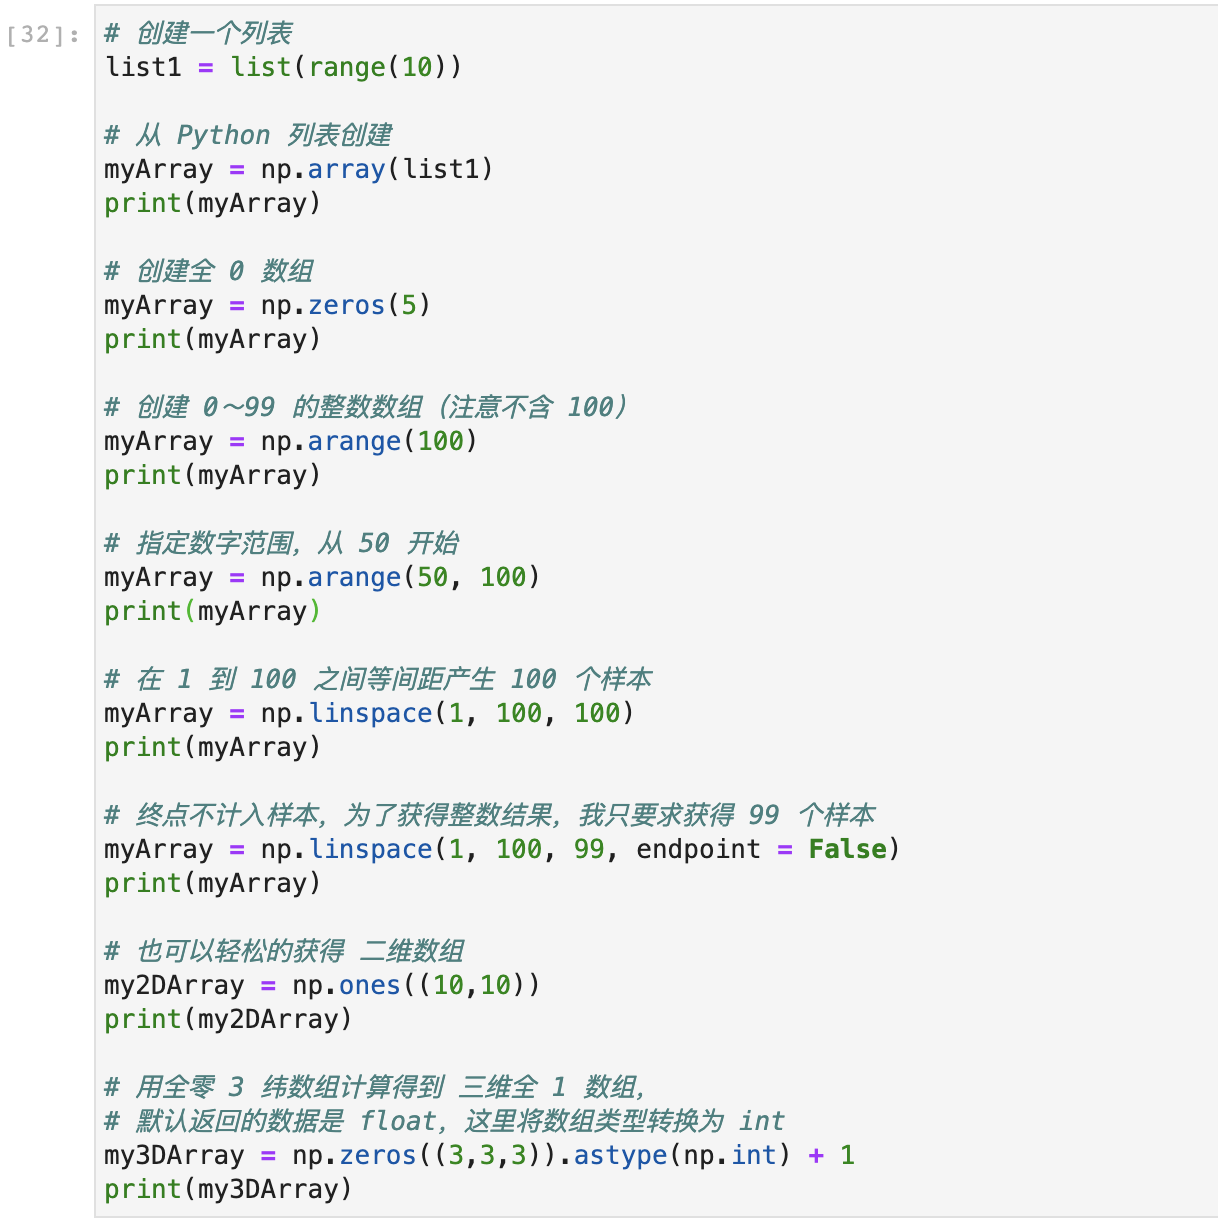 [32]:
# 创建一个列表
list1 = list(range(10))
# 从 Python 列表创建
myArray = np.array(list1)
print(myArray)
# 创建全 0 数组
myArray = np.zeros(5)
print(myArray)
# 创建 0～99 的整数数组（注意不含 100）
myArray = np.arange(100)
print(myArray)
# 指定数字范围，从 50 开始
myArray = np.arange(50, 100)
print(myArray)
# 在 1 到 100 之间等间距产生 100 个样本
myArray = np.linspace(1, 100, 100)
print(myArray)
# 终点不计入样本，为了获得整数结果，我只要求获得 99 个样本
myArray = np.linspace(1, 100, 99, endpoint = False)
print(myArray)
# 也可以轻松的获得 二维数组
my2DArray = np.ones((10,10))
print(my2DArray)
# 用全零 3 纬数组计算得到 三维全 1 数组，
# 默认返回的数据是 float，这里将数组类型转换为 int
my3DArray = np.zeros((3,3,3)).astype(np.int) + 1
print(my3DArray)